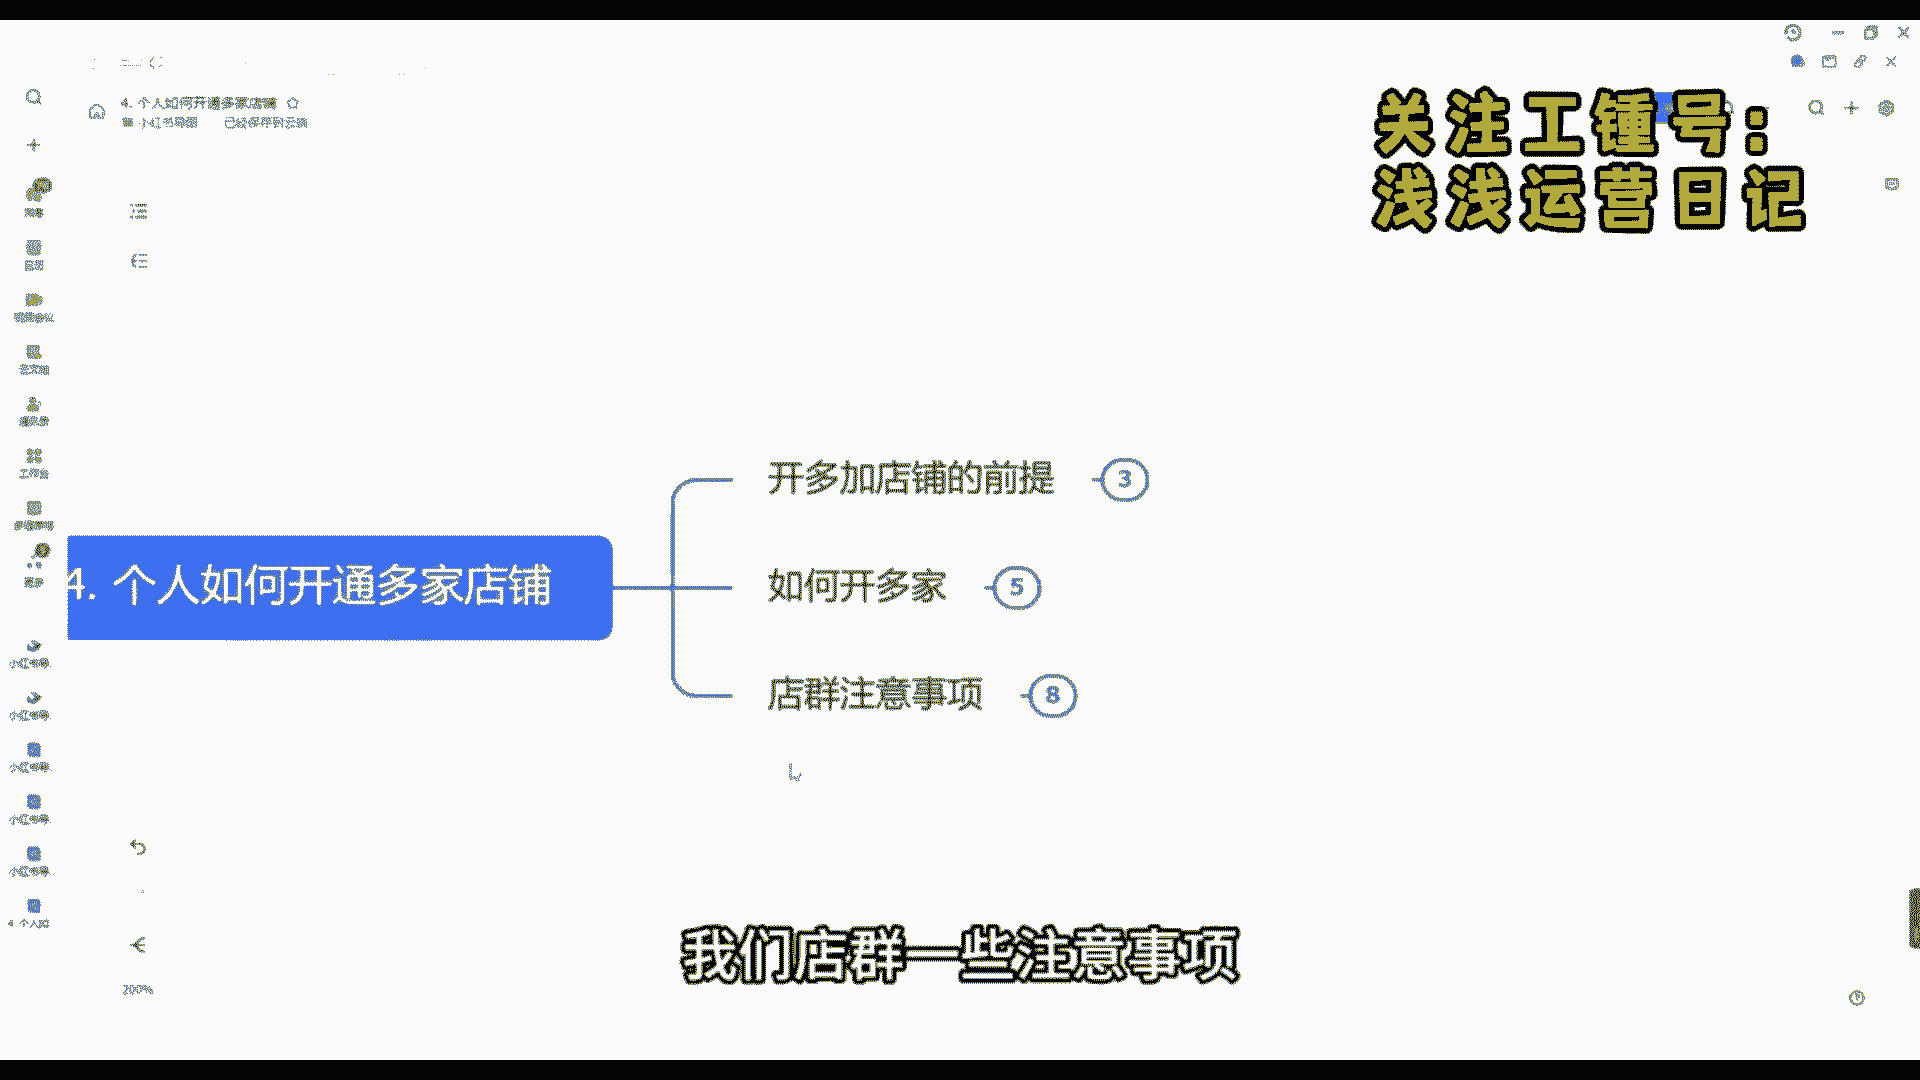 4. 个人如何开通多家店铺
小红书导图 已经保存到云端
关注工锺号：
浅浅运营日记
开多加店铺的前提 3
4. 个人如何开通多家店铺
如何开多家 5
店群注意事项 8
工作台
200%
我们店群一些注意事项